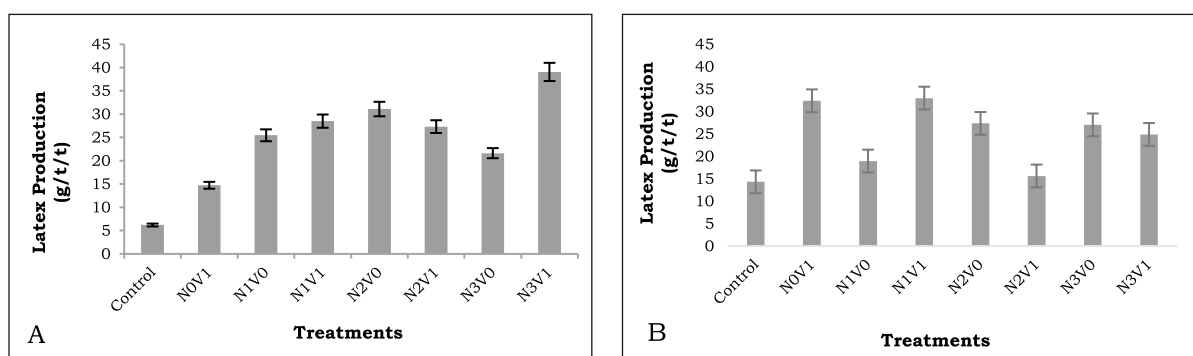 Latex Production
(g/t/t)
45
40
35
30
25
20
15
10
5
0
Control
N0V1
N1V0
N1V1
N2V0
N2V1
N3V0
N3V1
Treatments
A
Latex Production
(g/t/t)
45
40
35
30
25
20
15
10
5
0
Control
N0V1
N1V0
N1V1
N2V0
N2V1
N3V0
N3V1
Treatments
B